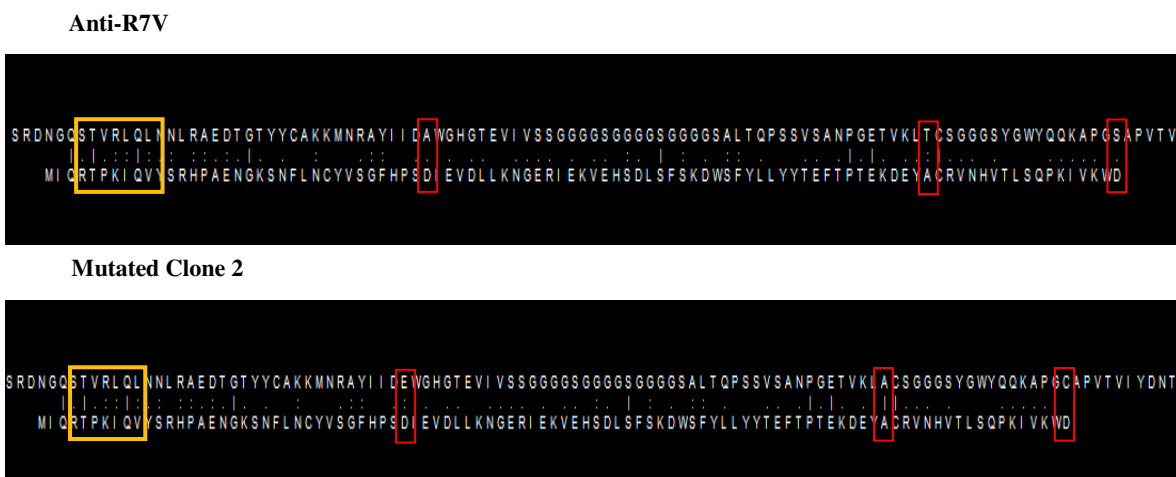 Anti-R7V
SRDNGQSTVRLQLNNLRAEDTGTYYCAKKMNRAYIIDAWGHGTEVIVSSGGGGSGGGGSGGGGSALTQPSSVSANPGETVKLTCSGGGSYGWYQQKAPGSAPVTV
MIQRTPKIQVYSRHPAENGKSNFLNCYVSGFHPSDIEVDLLKNGERIEKVEHSDLSFSKDWSFYLLYYTEFTPTEKDEYACRVNHVTLSQPKIVKWD
Mutated Clone 2
SRDNGQSTVRLQLNNLRAEDTGTYYCAKKMNRAYIIDEWGHGTEVIVSSGGGGSGGGGSGGGGSALTQPSSVSANPGETVKLACSGGGSYGWYQQKAPGCAPVTVIYDNT
MIQRTPKIQVYSRHPAENGKSNFLNCYVSGFHPSDIEVDLLKNGERIEKVEHSDLSFSKDWSFYLLYYTEFTPTEKDEYACRVNHVTLSQPKIVKWD